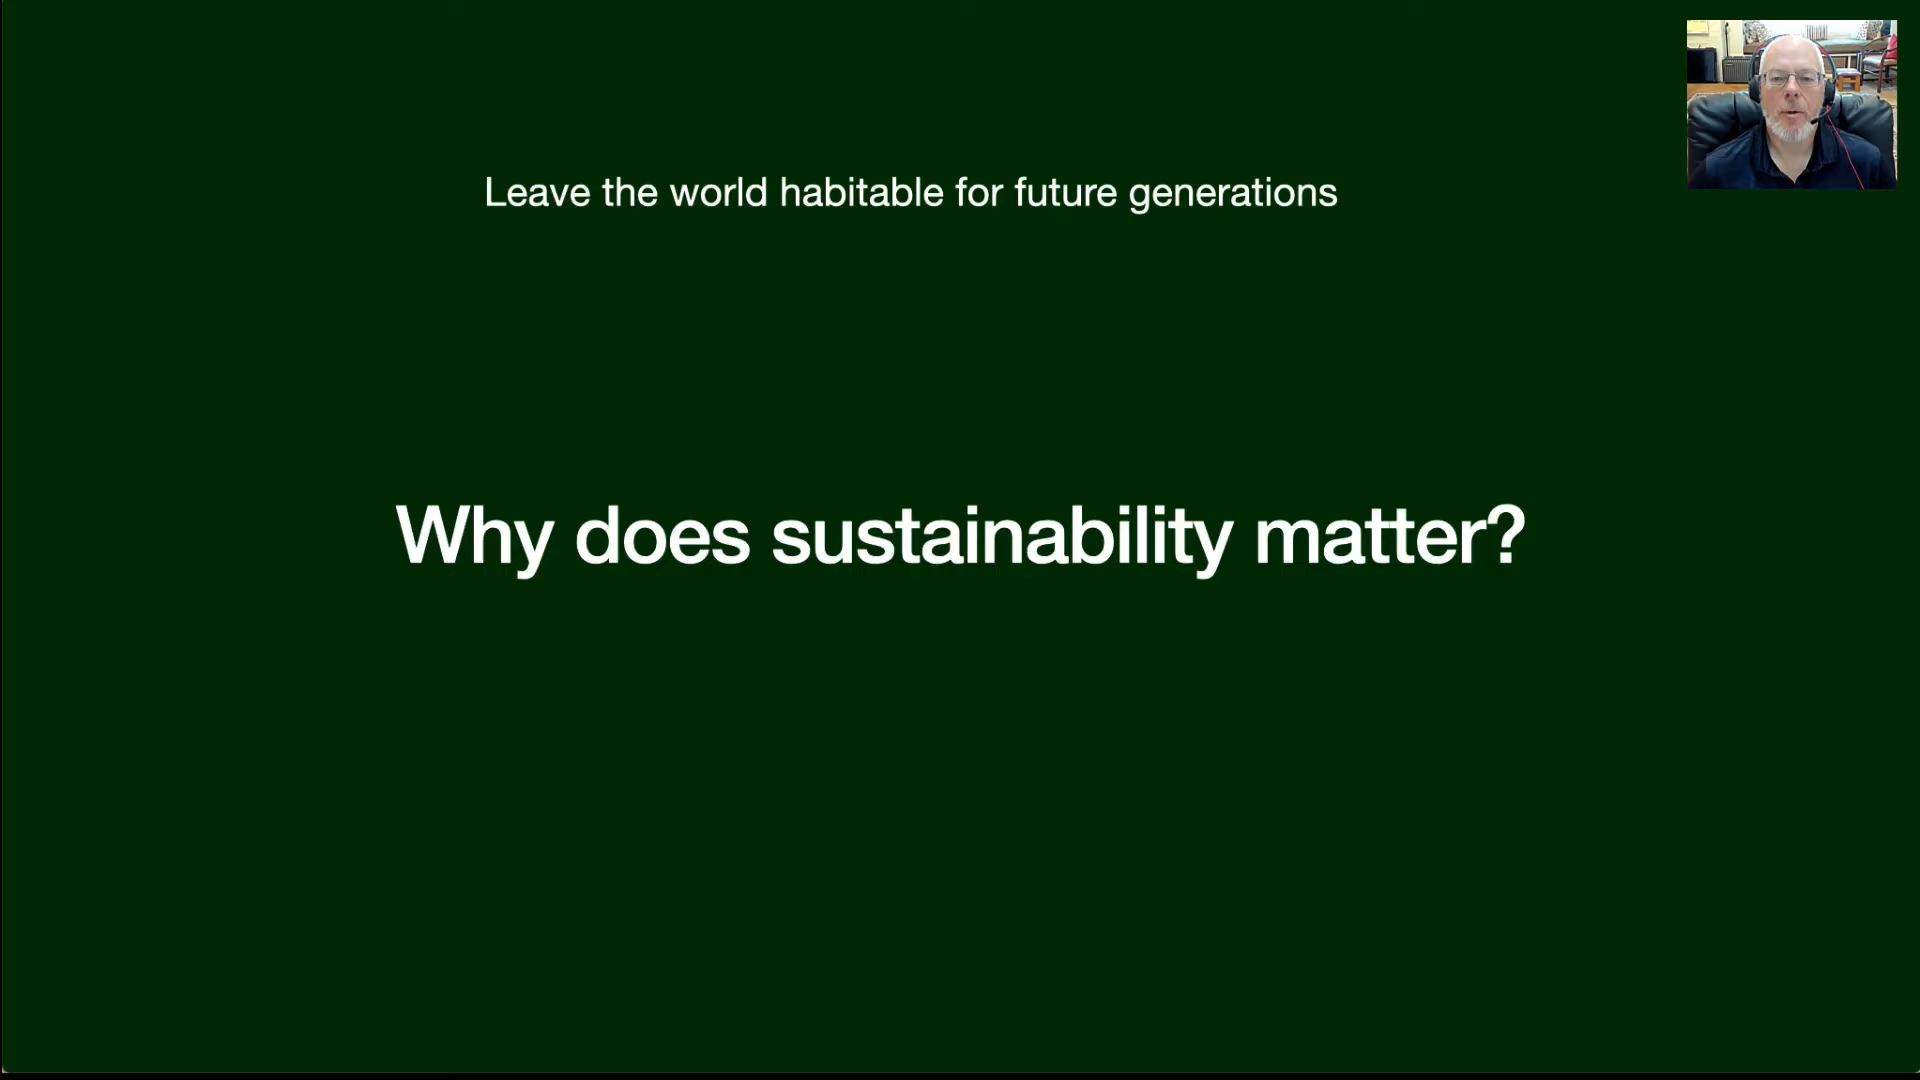 Leave the world habitable for future generations
Why does sustainability matter?